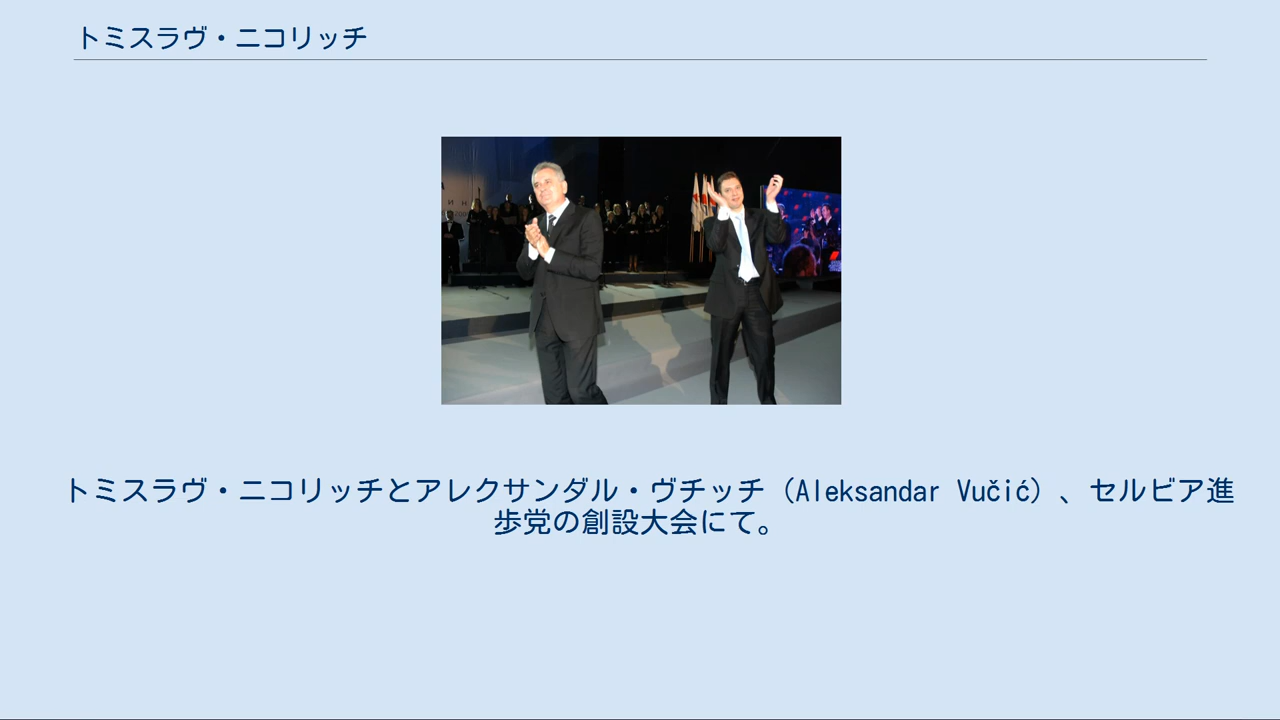 トミスラヴ・ニコリッチ
トミスラヴ・ニコリッチとアレクサンダル・ヴチッチ（Aleksandar Vučić）、セルビア進
歩党の創設大会にて。